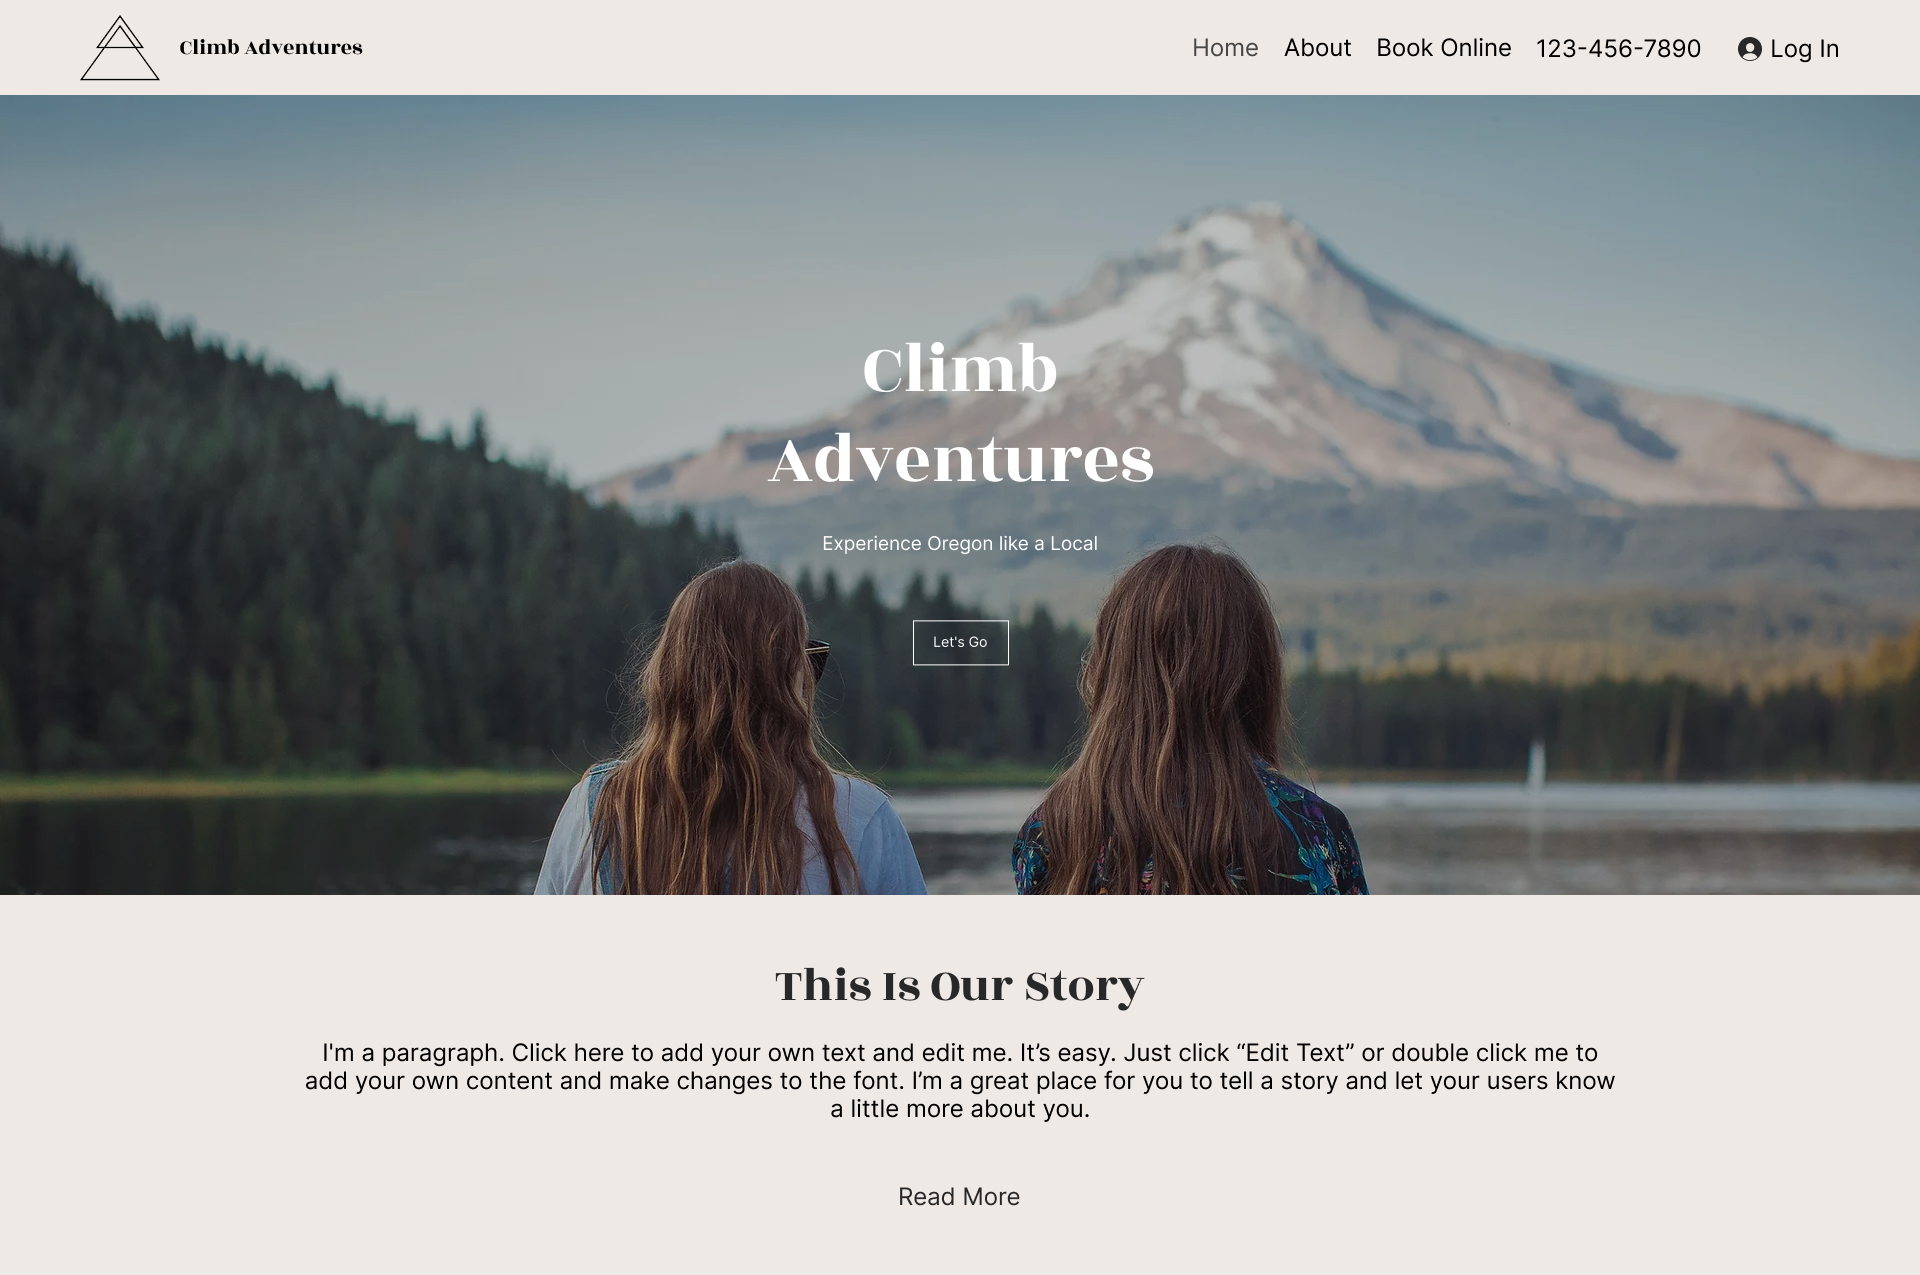 Climb Adventures
Home About Book Online 123-456-7890 Log In
Climb
Adventures
Experience Oregon like a Local
Let's Go
This Is Our Story
I'm a paragraph. Click here to add your own text and edit me. It’s easy. Just click “Edit Text” or double click me to
add your own content and make changes to the font. I’m a great place for you to tell a story and let your users know
a little more about you.
Read More